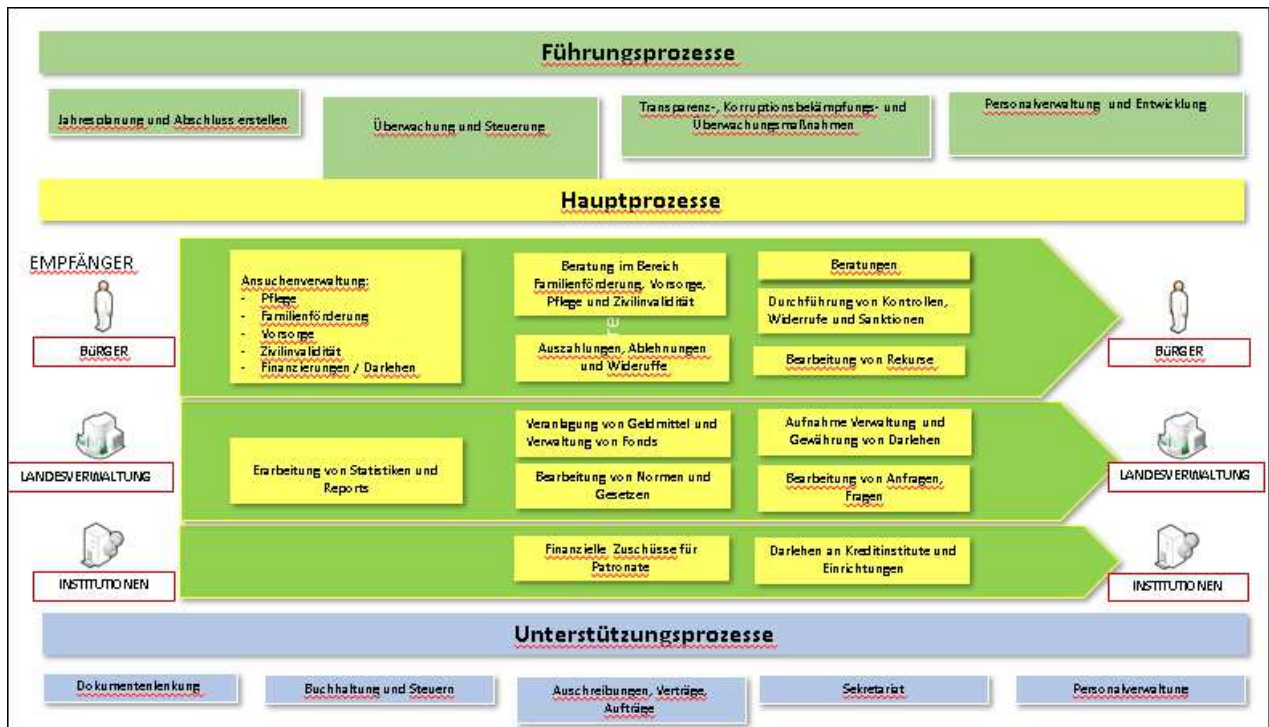 Führungsprozesse
Jahresplanung und Abschluss erstellen
Überwachung und Steuerung
Transparenz-, Korruptionsbekämpfungs- und
Überwachungsmaßnahmen
Personalverwaltung und Entwicklung
Hauptprozesse
EMPFÄNGER
BüRGER
Ansuchenverwaltung:
- Pflege
- Familienförderung
- Vorsorge
- Zivilinvalidität
- Finanzierungen / Darlehen
Beratung im Bereich
Familienförderung, Vorsorge,
Pflege und Zivilinvalidität
Auszahlungen, Ablehnungen
und Wideruffe
Beratungen
Durchführung von Kontrollen,
Widerrufe und Sanktionen
Bearbeitung von Rekurse
BüRGER
LANDESVERWALTUNG
Erarbeitung von Statistiken und
Reports
Veranlagung von Geldmittel und
Verwaltung von Fonds
Bearbeitung von Normen und
Gesetzen
Aufnahme Verwaltung und
Gewährung von Darlehen
Bearbeitung von Anfragen,
Fragen
LANDESVERWALTUNG
INSTITUTIONEN
Finanzielle Zuschüsse für
Patronate
Darlehen an Kreditinstitute und
Einrichtungen
INSTITUTIONEN
Unterstützungsprozesse
Dokumentenlenkung
Buchhaltung und Steuern
Auschreibungen, Verträge,
Aufträge
Sekretariat
Personalverwaltung